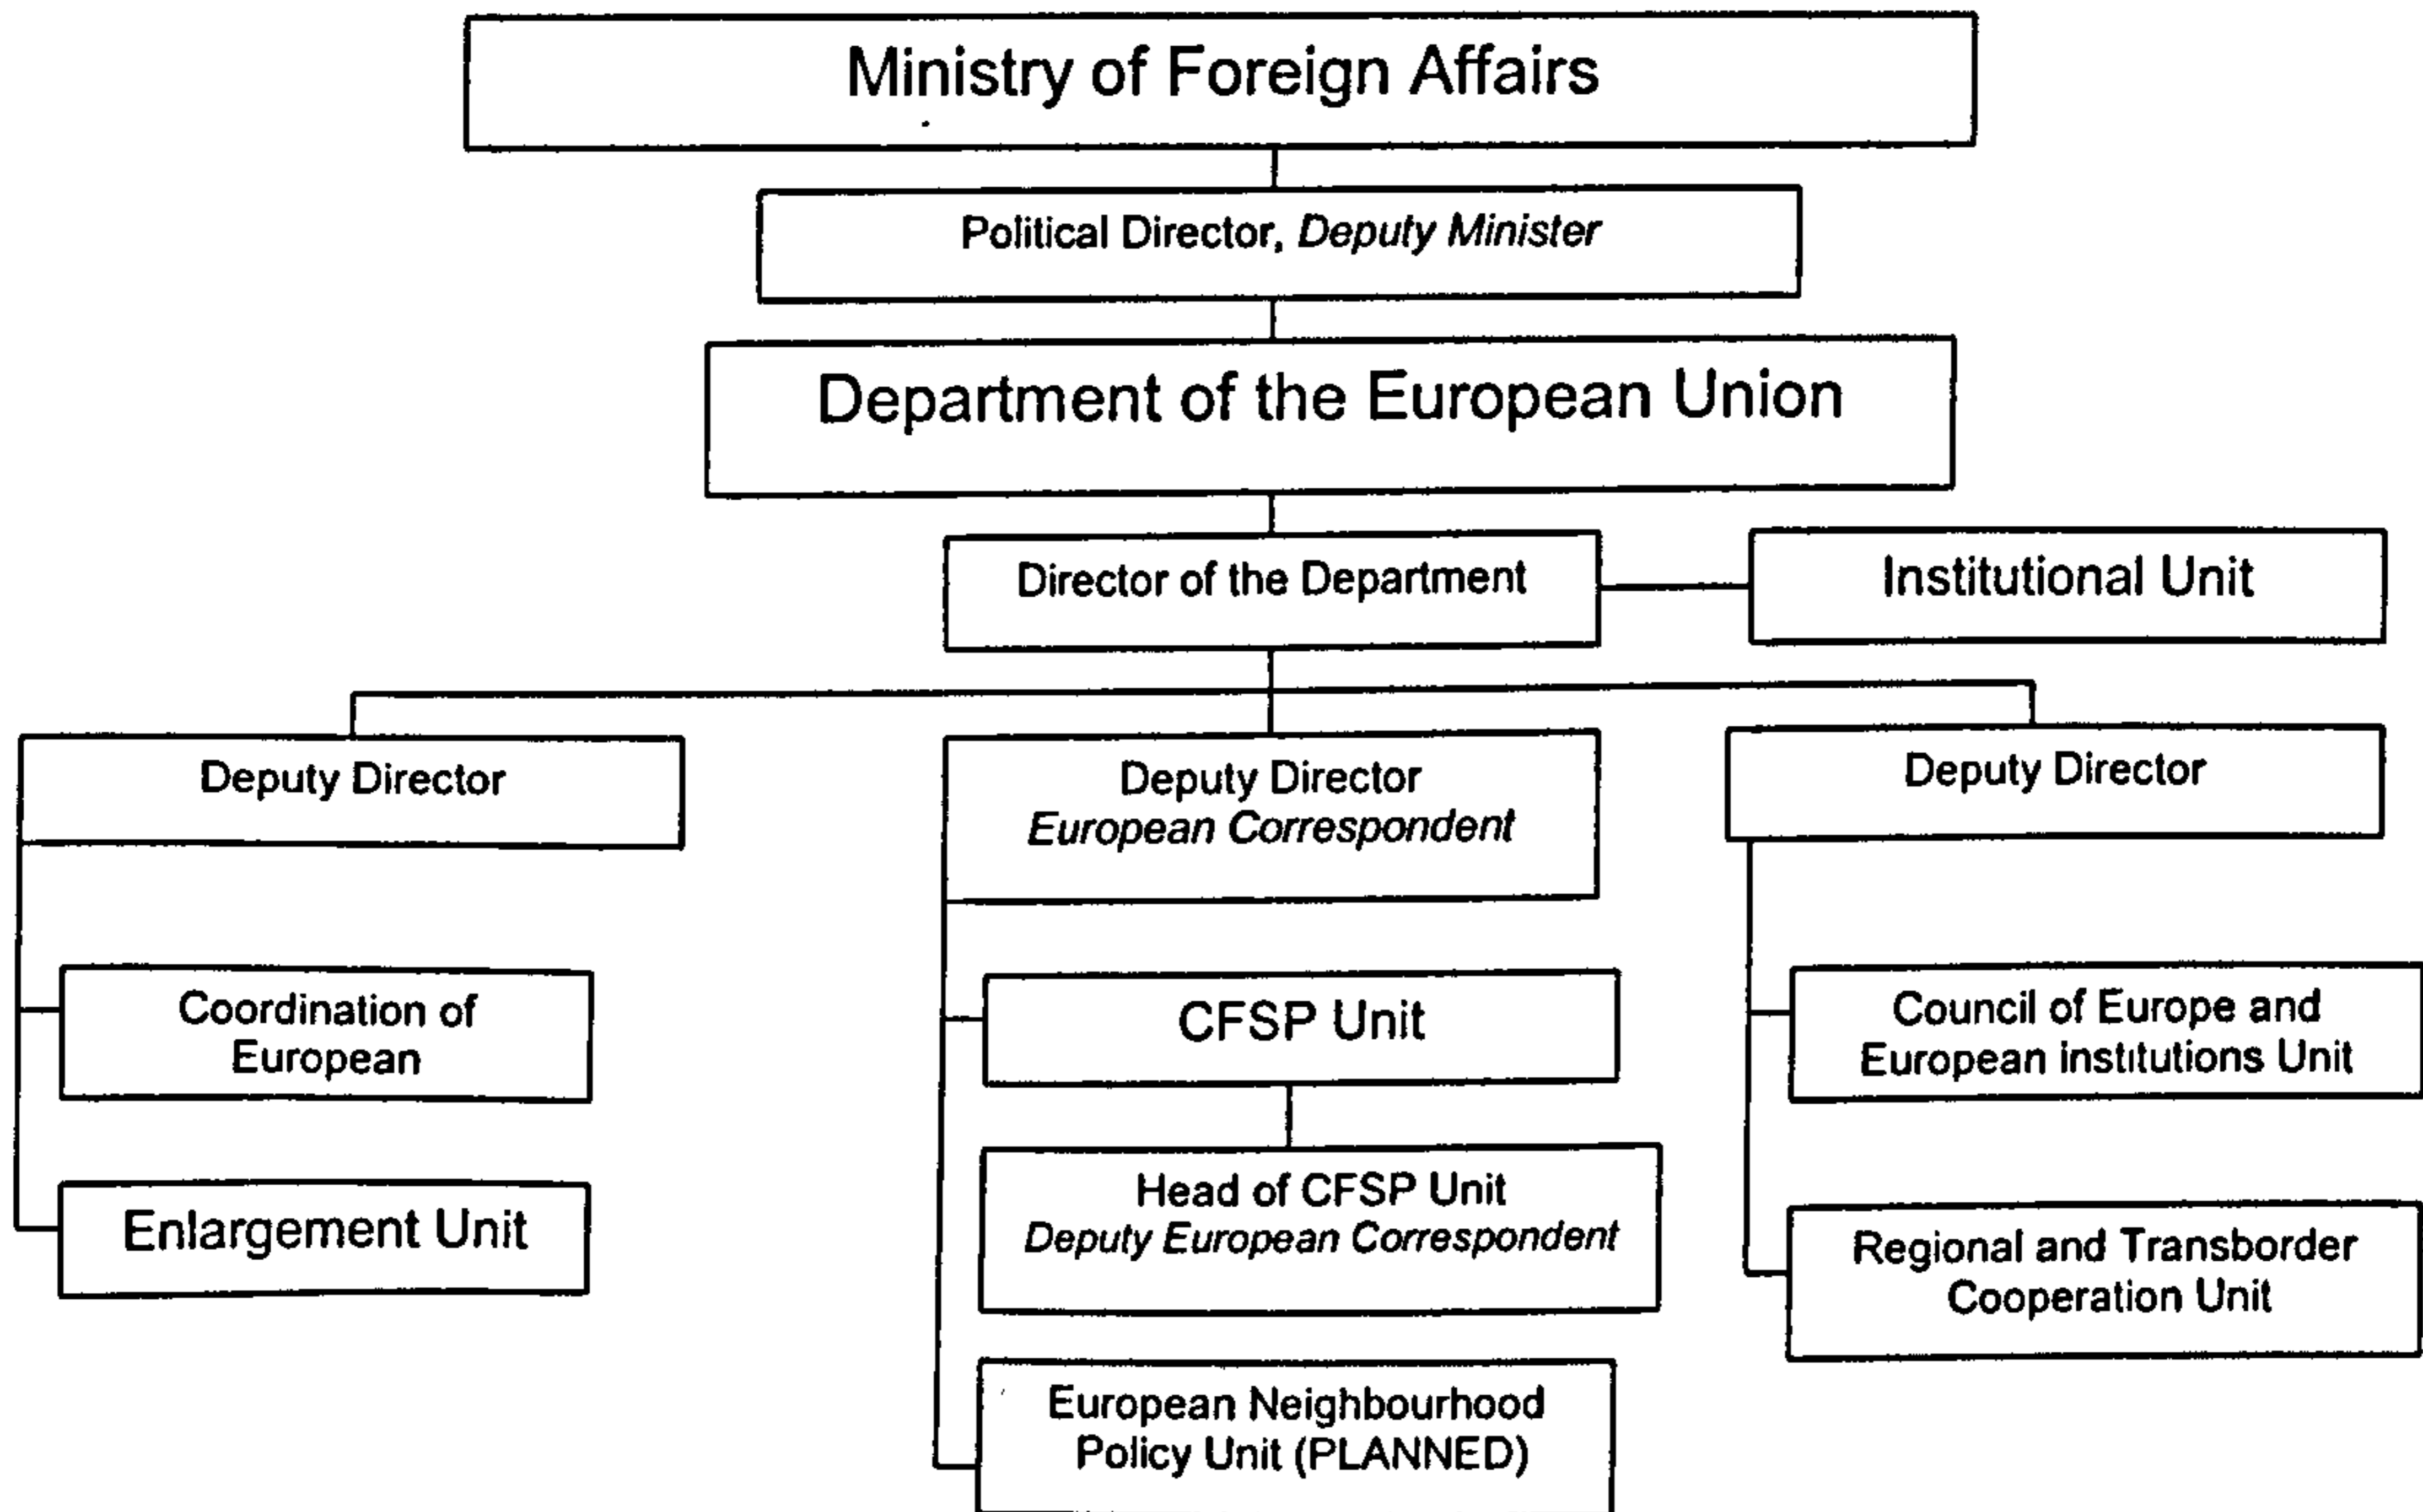 Ministry of Foreign Affairs
Political Director, Deputy Minister
Department of the European Union
Director of the Department
Institutional Unit
Deputy Director
Deputy Director
European Correspondent
Deputy Director
Coordination of
European
Enlargement Unit
CFSP Unit
Head of CFSP Unit
Deputy European Correspondent
European Neighbourhood
Policy Unit (PLANNED)
Council of Europe and
European institutions Unit
Regional and Transborder
Cooperation Unit